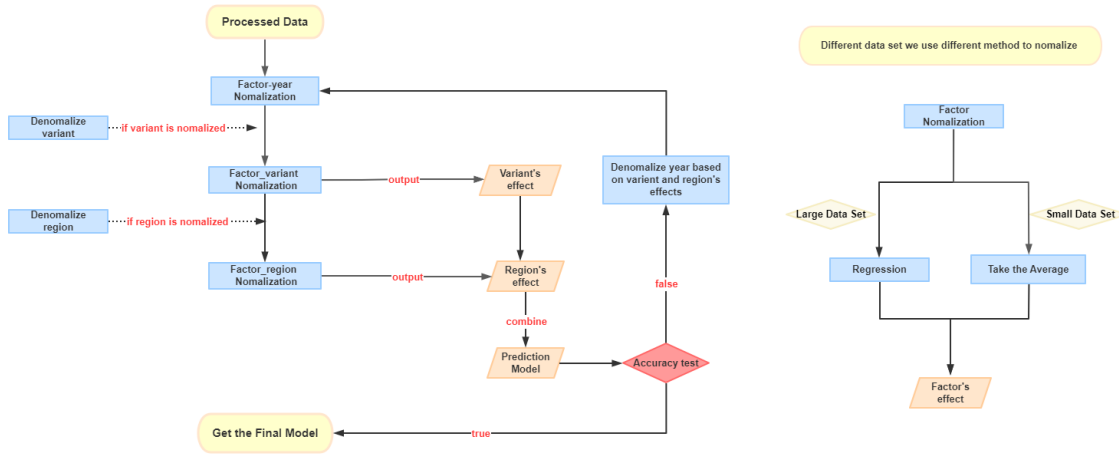 Processed Data
Different data set we use different method to nomalize
Factor-year
Nomalization
Denomalize
variant
if variant is nomalized
Factor_variant
Nomalization
output
Variant's
effect
Denomalize year based
on varient and region's
effects
Denomalize
region
if region is nomalized
Factor_region
Nomalization
output
Region's
effect
false
combine
Prediction
Model
Accuracy test
Get the Final Model
true
Factor
Nomalization
Large Data Set
Small Data Set
Regression
Take the Average
Factor's
effect